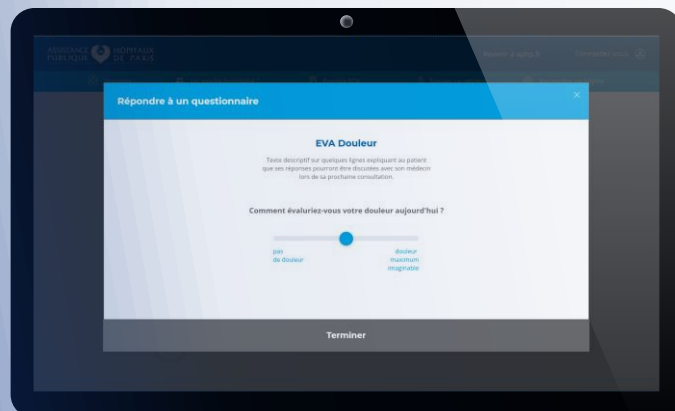 ASSISTANCE HÔPITAUX
PUBLIQUE DE PARIS
Répondre à un questionnaire
EVA Douleur
Texte descriptif sur quelques lignes expliquant au patient
que ses réponses pourront être discutées avec son médecin
lors de sa prochaine consultation.
Comment évaluriez-vous votre douleur aujourd'hui ?
pas
de douleur
douleur
maximum
imaginable
Terminer